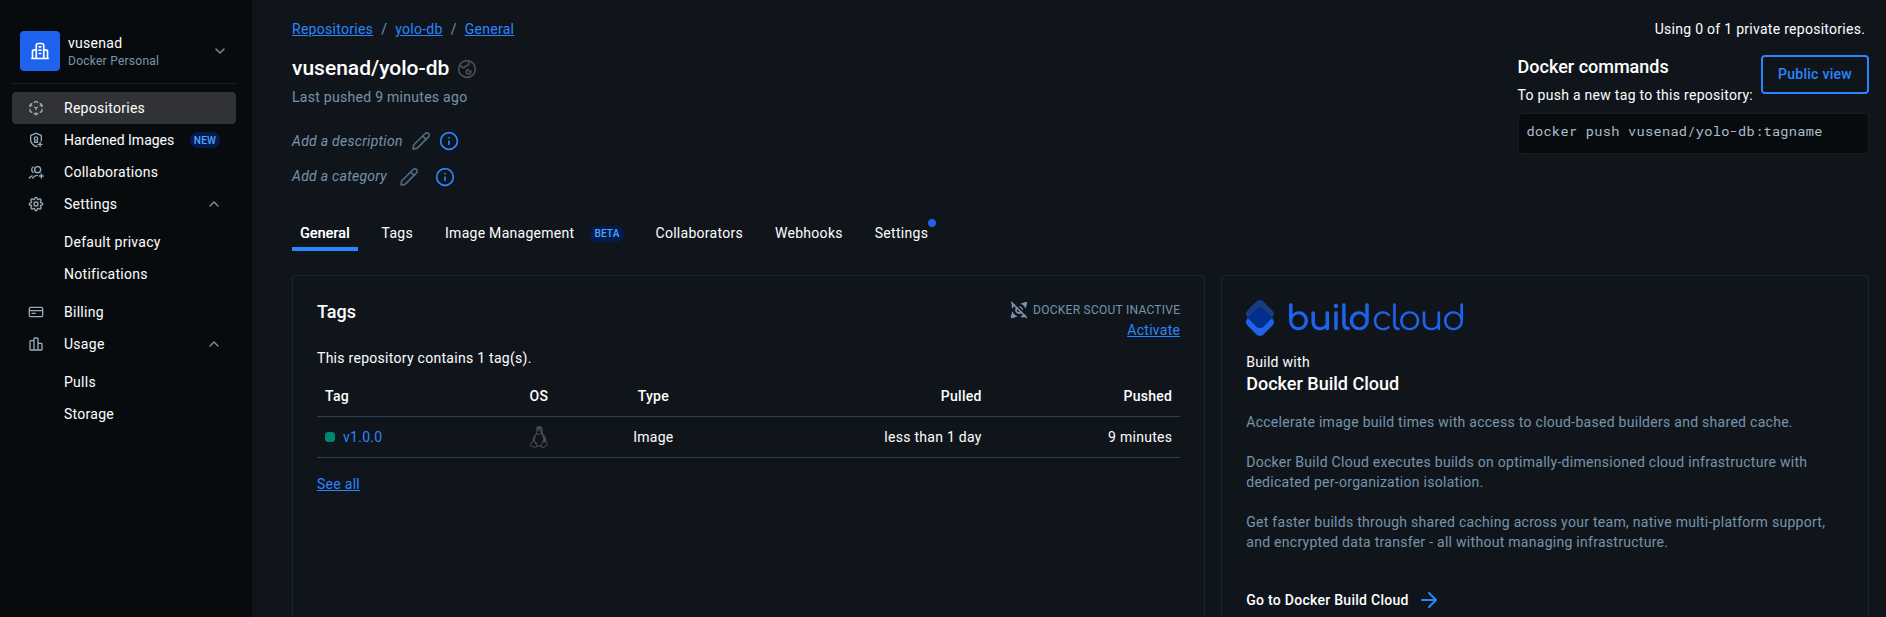 vusenad
Docker Personal
Repositories
Hardened Images NEW
Collaborations
Settings
Default privacy
Notifications
Billing
Usage
Pulls
Storage
Repositories / yolo-db / General
Using 0 of 1 private repositories.
vusenad/yolo-db
Last pushed 9 minutes ago
Add a description
Add a category
Docker commands
Public view
To push a new tag to this repository:
docker push vusenad/yolo-db:tagname
General Tags Image Management BETA Collaborators Webhooks Settings
Tags
DOCKER SCOUT INACTIVE
Activate
This repository contains 1 tag(s).
Tag OS Type Pulled Pushed
v1.0.0 Image less than 1 day 9 minutes
See all
buildcloud
Build with
Docker Build Cloud
Accelerate image build times with access to cloud-based builders and shared cache.
Docker Build Cloud executes builds on optimally-dimensioned cloud infrastructure with
dedicated per-organization isolation.
Get faster builds through shared caching across your team, native multi-platform support,
and encrypted data transfer - all without managing infrastructure.
Go to Docker Build Cloud